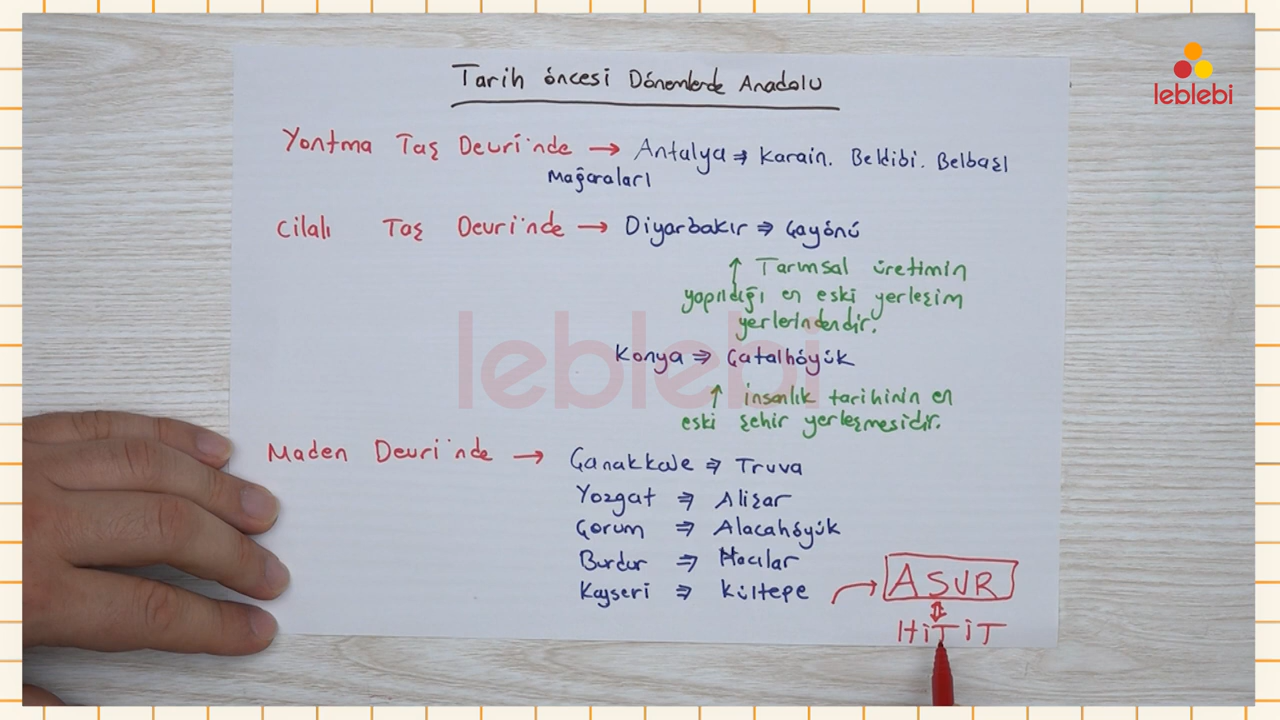 leblebi
Tarih öncesi Dönemlerde Anadolu
Yontma Taş Devri'nde → Antalya ⇒ Karain. Beldibi. Belbaşı
Mağaraları
Cilalı Taş Devri'nde → Diyarbakır ⇒ Çayönü
↑ Tarımsal üretimin
yapıldığı en eski yerleşim
yerlerindendir.
leblebi
Konya ⇒ Çatalhöyük
↑ insanlık tarihinin en
eski şehir yerleşmesidir.
Maden Devri'nde → Çanakkale ⇒ Truva
Yozgat ⇒ Alişar
Çorum ⇒ Alacahöyük
Burdur ⇒ Hacılar
Kayseri ⇒ Kültepe → ASUR
HİTİT